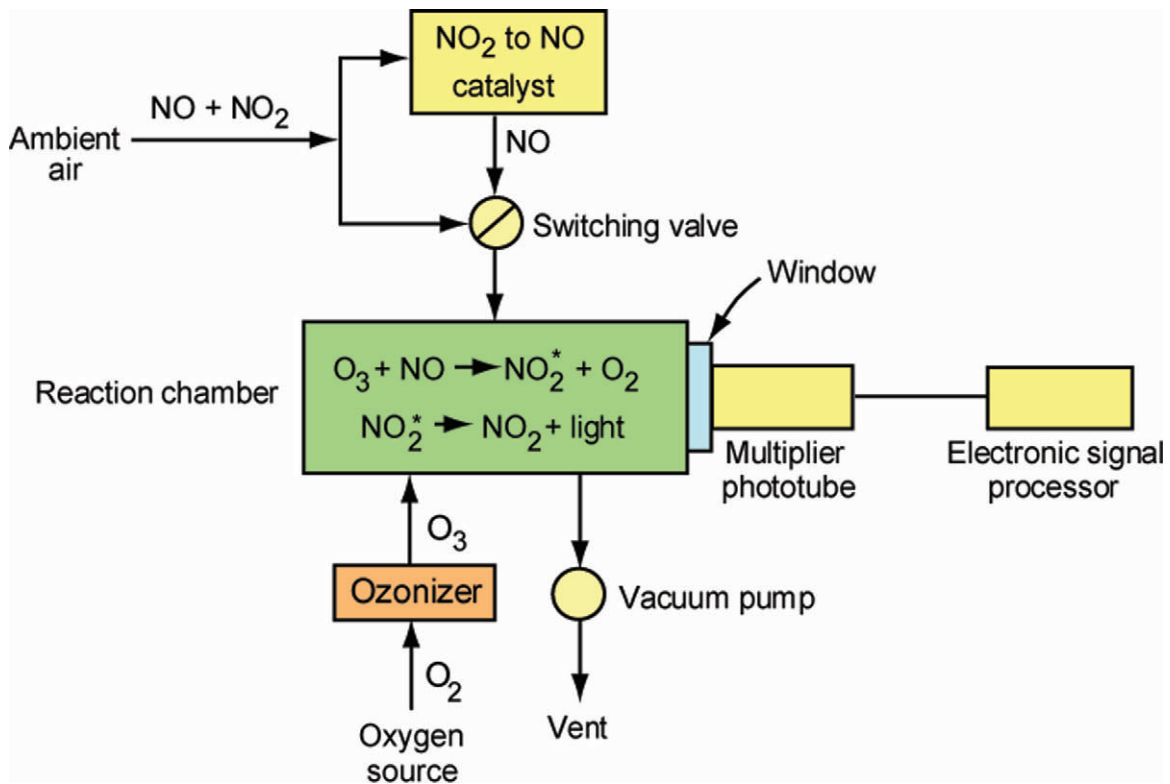 NO₂ to NO
catalyst
NO + NO₂
Ambient
air
NO
Switching valve
Window
Reaction chamber
O₃ + NO → NO₂* + O₂
NO₂* → NO₂ + light
Multiplier
phototube
Electronic signal
processor
O₃
Ozonizer
Vacuum pump
O₂
Vent
Oxygen
source